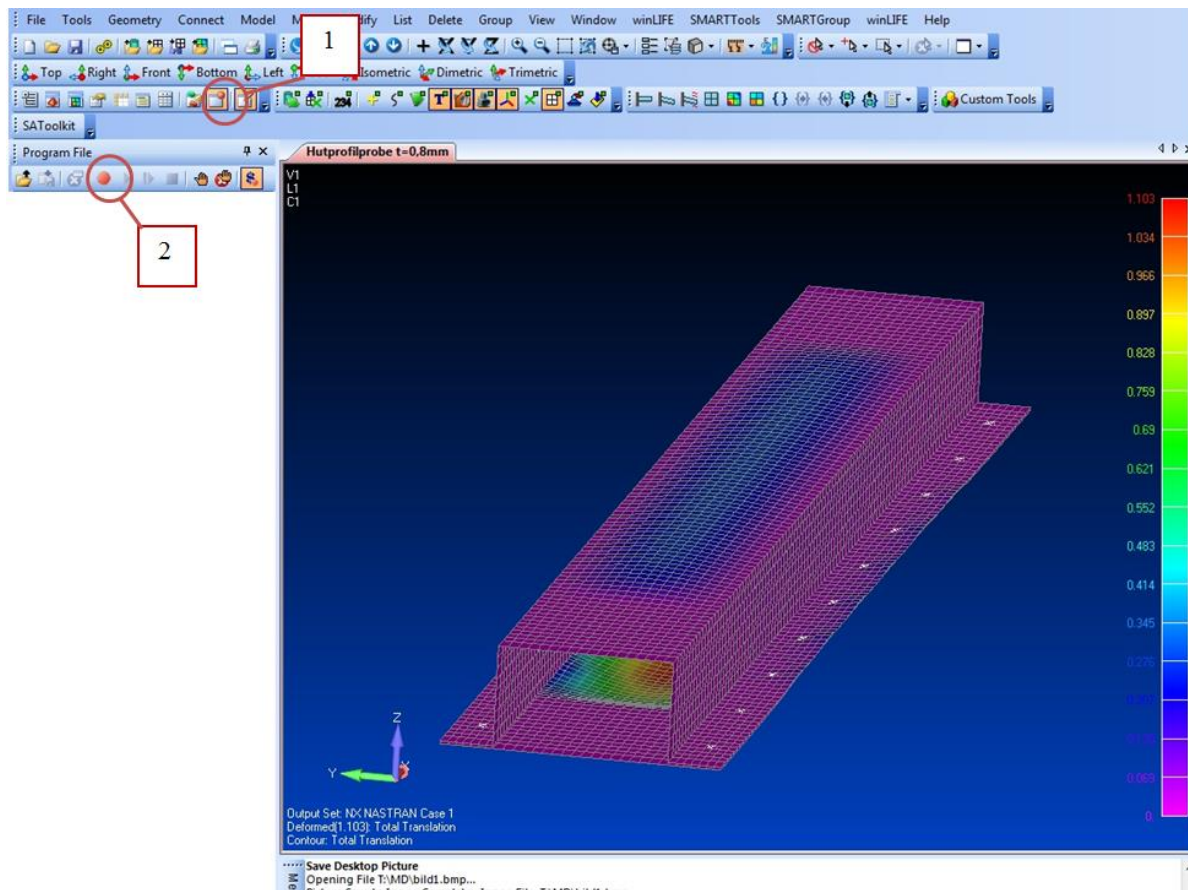 File Tools Geometry Connect Model dify List Delete Group View Window winLIFE SMARTTools SMARTGroup winLIFE Help
1
Top Right Front Bottom Left Isometric Dimetric Trimetric
234 T Custom Tools
SAToolkit
Program File
2
Hutprofilprobe t=0,8mm
V1
L1
C1
1.103
1.034
0.966
0.897
0.828
0.759
0.69
0.621
0.552
0.483
0.414
0.345
0.276
0.069
0.
Z
Y
X
Output Set: NX NASTRAN Case 1
Deformed(1.103): Total Translation
Contour: Total Translation
Me
Save Desktop Picture
Opening File T:\MD\bild1.bmp...